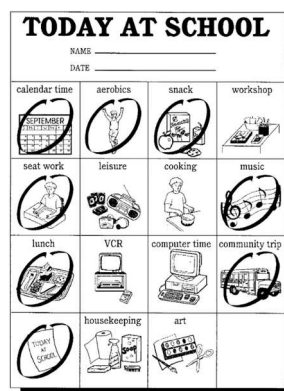 TODAY AT SCHOOL
NAME
DATE
calendar time aerobics snack workshop
SEPTEMBER
seat work leisure cooking music
lunch VCR computer time community trip
housekeeping art
TODAY
AT
SCHOOL